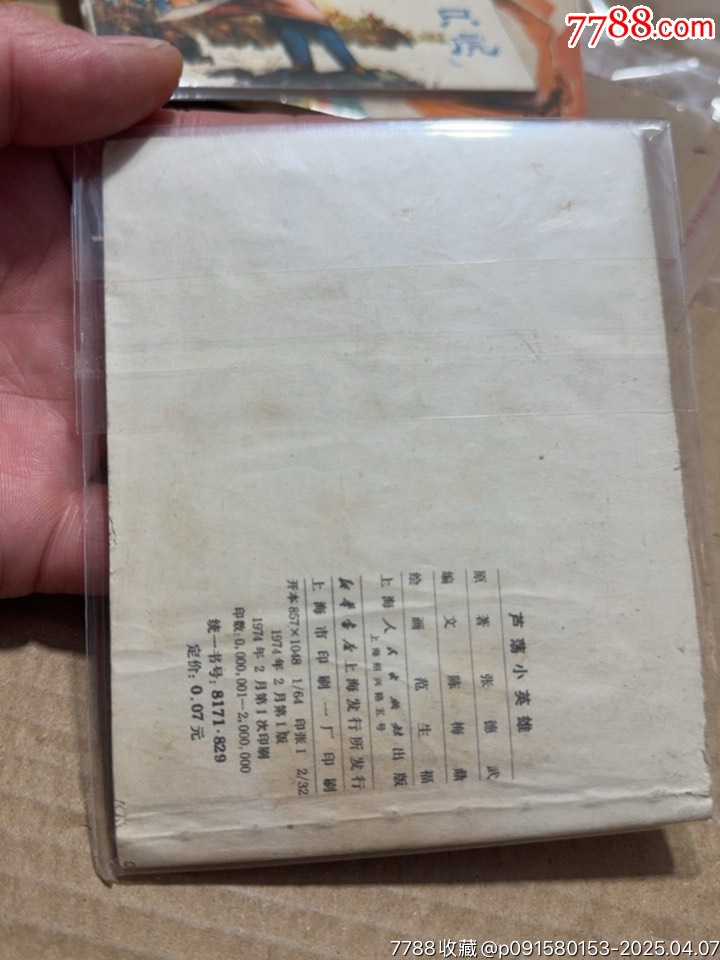 7788.com
芦荡小英雄
原著 张德武
编文 陈梅鼎
绘画 范生福
上海人民出版社出版
上海绍兴路五号
新华书店上海发行所发行
上海市印刷一厂印刷
开本857×1048 1/64 印张1 2/32
1974年2月第1版
1974年2月第1次印刷
印数:0,000,001—2,000,000
统一书号:8171·829
定价:0.07元
7788收藏@p091580153-2025.04.07